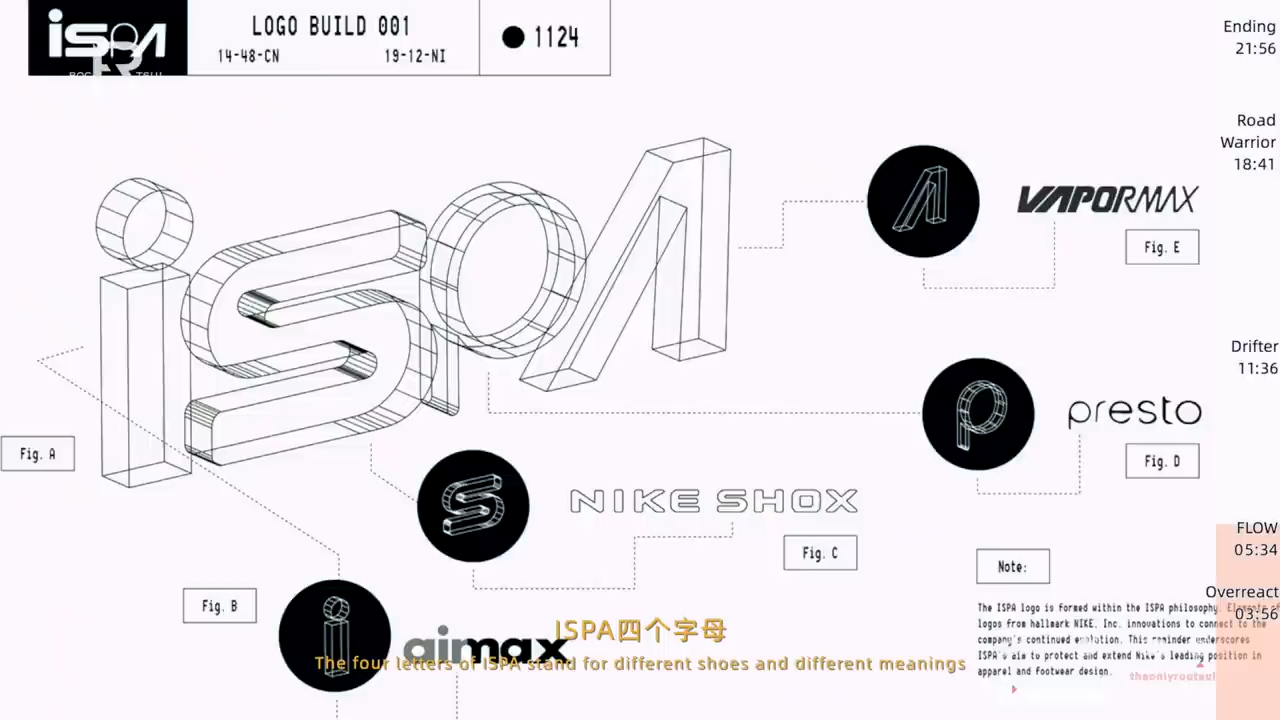 ispa
LOGO BUILD 001
14-48-CN
19-12-NI
1124
Ending
21:56
Road
Warrior
18:41
VAPORMAX
Fig. E
Drifter
11:36
presto
Fig. D
Fig. A
NIKE SHOX
Fig. C
FLOW
05:34
Note:
Fig. B
Overreact
03:56
The ISPA logo is formed within the ISPA philosophy. Elements of
logos from hallmark NIKE, Inc. innovations to connect to the
company's continued evolution. This reminder underscores
ISPA's aim to protect and extend Nike's leading position in
apparel and footwear design.
airmax
ISPA四个字母
The four letters of ISPA stand for different shoes and different meanings